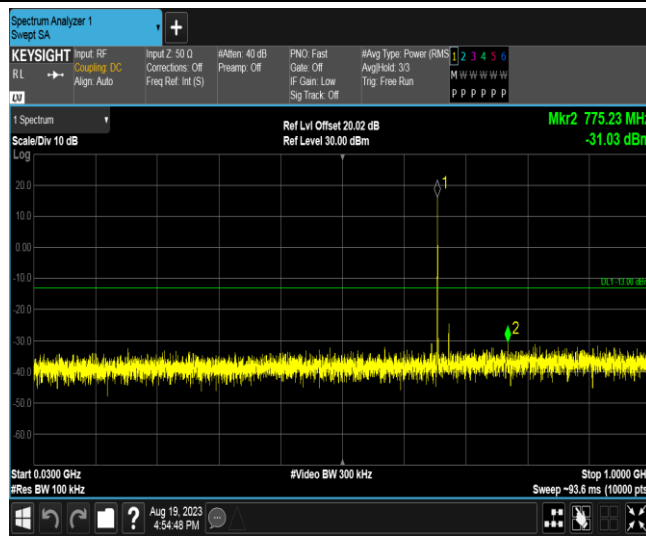 Spectrum Analyzer 1
Swept SA
+
KEYSIGHT Input: RF Input Z: 50 Ω #Atten: 40 dB PNO: Fast #Avg Type: Power (RMS 1 2 3 4 5 6
RL Coupling: DC Corrections: Off Preamp: Off Gate: Off Avg|Hold: 3/3 M W W W W W
Align: Auto Freq Ref: Int (S) IF Gain: Low Trig: Free Run
Sig Track: Off P P P P P P
1 Spectrum
Scale/Div 10 dB
Ref Lvl Offset 20.02 dB
Ref Level 30.00 dBm
Mkr2 775.23 MHz
-31.03 dBm
Log
1
20.0
10.0
0.00
-10.0
DL1 -13.00 dBm
-20.0
2
-30.0
-40.0
-50.0
-60.0
Start 0.0300 GHz #Video BW 300 kHz Stop 1.0000 GH
#Res BW 100 kHz Sweep ~93.6 ms (10000 pts
? Aug 19, 2023
4:54:48 PM